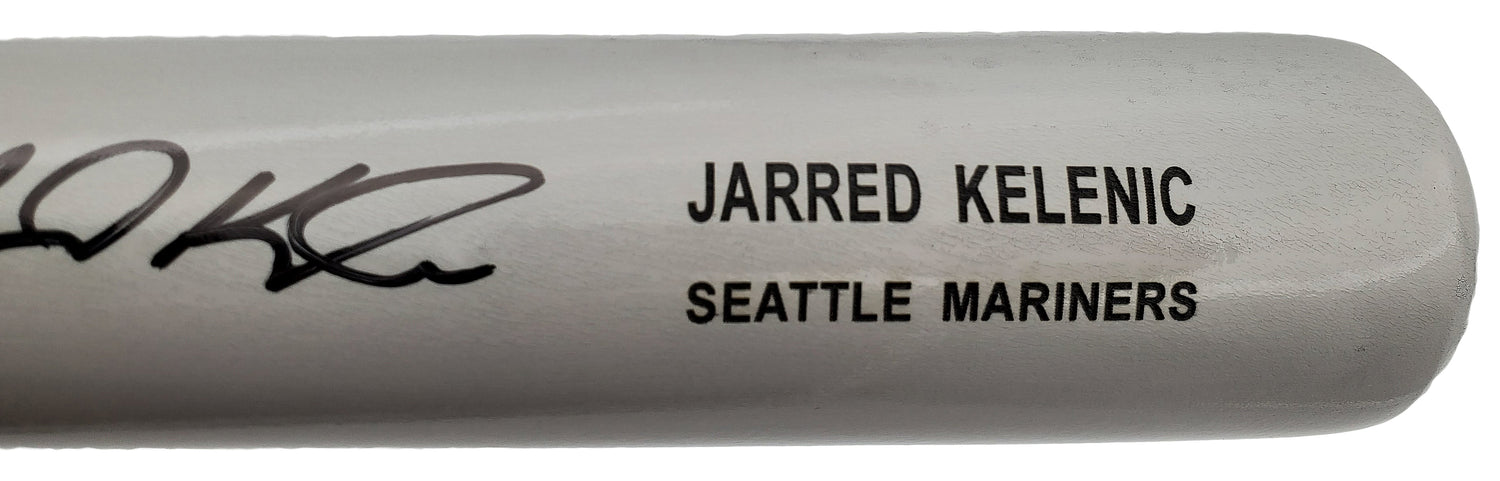 JARRED KELENIC
SEATTLE MARINERS